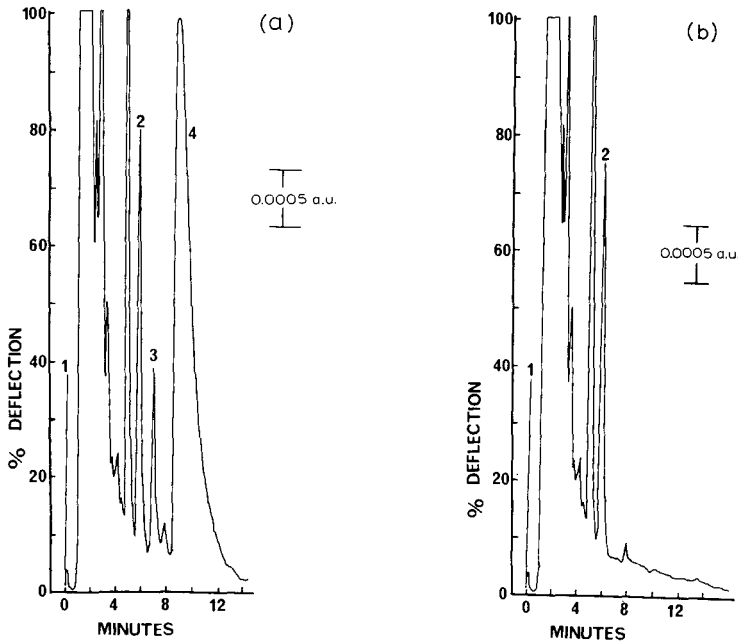 (a)
100
80
60
40
20
0
% DEFLECTION
1
2
3
4
0.0005 a.u.
0 4 8 12
MINUTES
(b)
100
80
60
40
20
0
% DEFLECTION
1
2
0.0005 a.u.
0 4 8 12
MINUTES